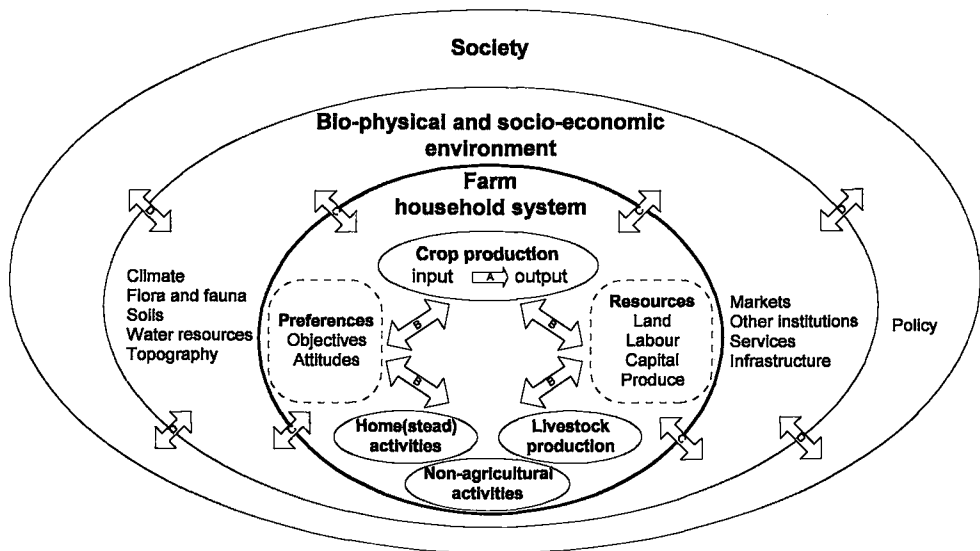 Society
Bio-physical and socio-economic
environment
Farm
household system
D
C
C
D
Crop production
input A output
Climate
Flora and fauna
Soils
Water resources
Topography
Preferences
Objectives
Attitudes
B
B
B
B
Resources
Land
Labour
Capital
Produce
Markets
Other institutions
Services
Infrastructure
Policy
Home(stead)
activities
Livestock
production
Non-agricultural
activities
D
C
C
D